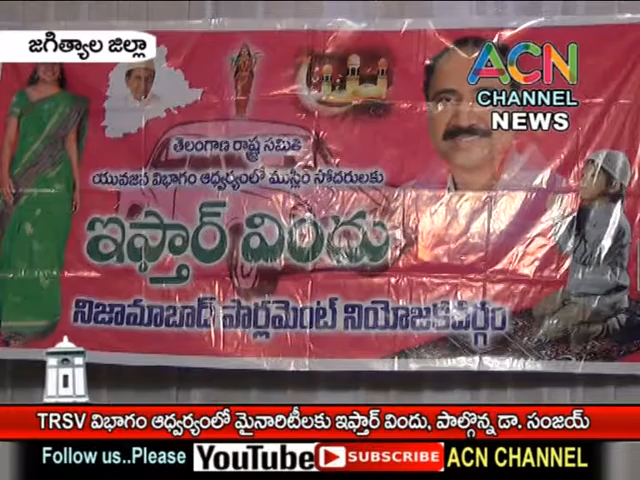 జగిత్యాల జిల్లా
ACN
CHANNEL
NEWS
తెలంగాణ రాష్ట్ర సమితి
యువజన విభాగం ఆధ్వర్యంలో ముస్లిం సోదరులకు
ఇఫ్తార్ విందు
నిజామాబాద్ పార్లమెంట్ నియోజకవర్గం
TRSV విభాగం ఆధ్వర్యంలో మైనారిటీలకు ఇఫ్తార్ విందు, పాల్గొన్న డా. సంజయ్
Follow us..Please YouTube SUBSCRIBE ACN CHANNEL